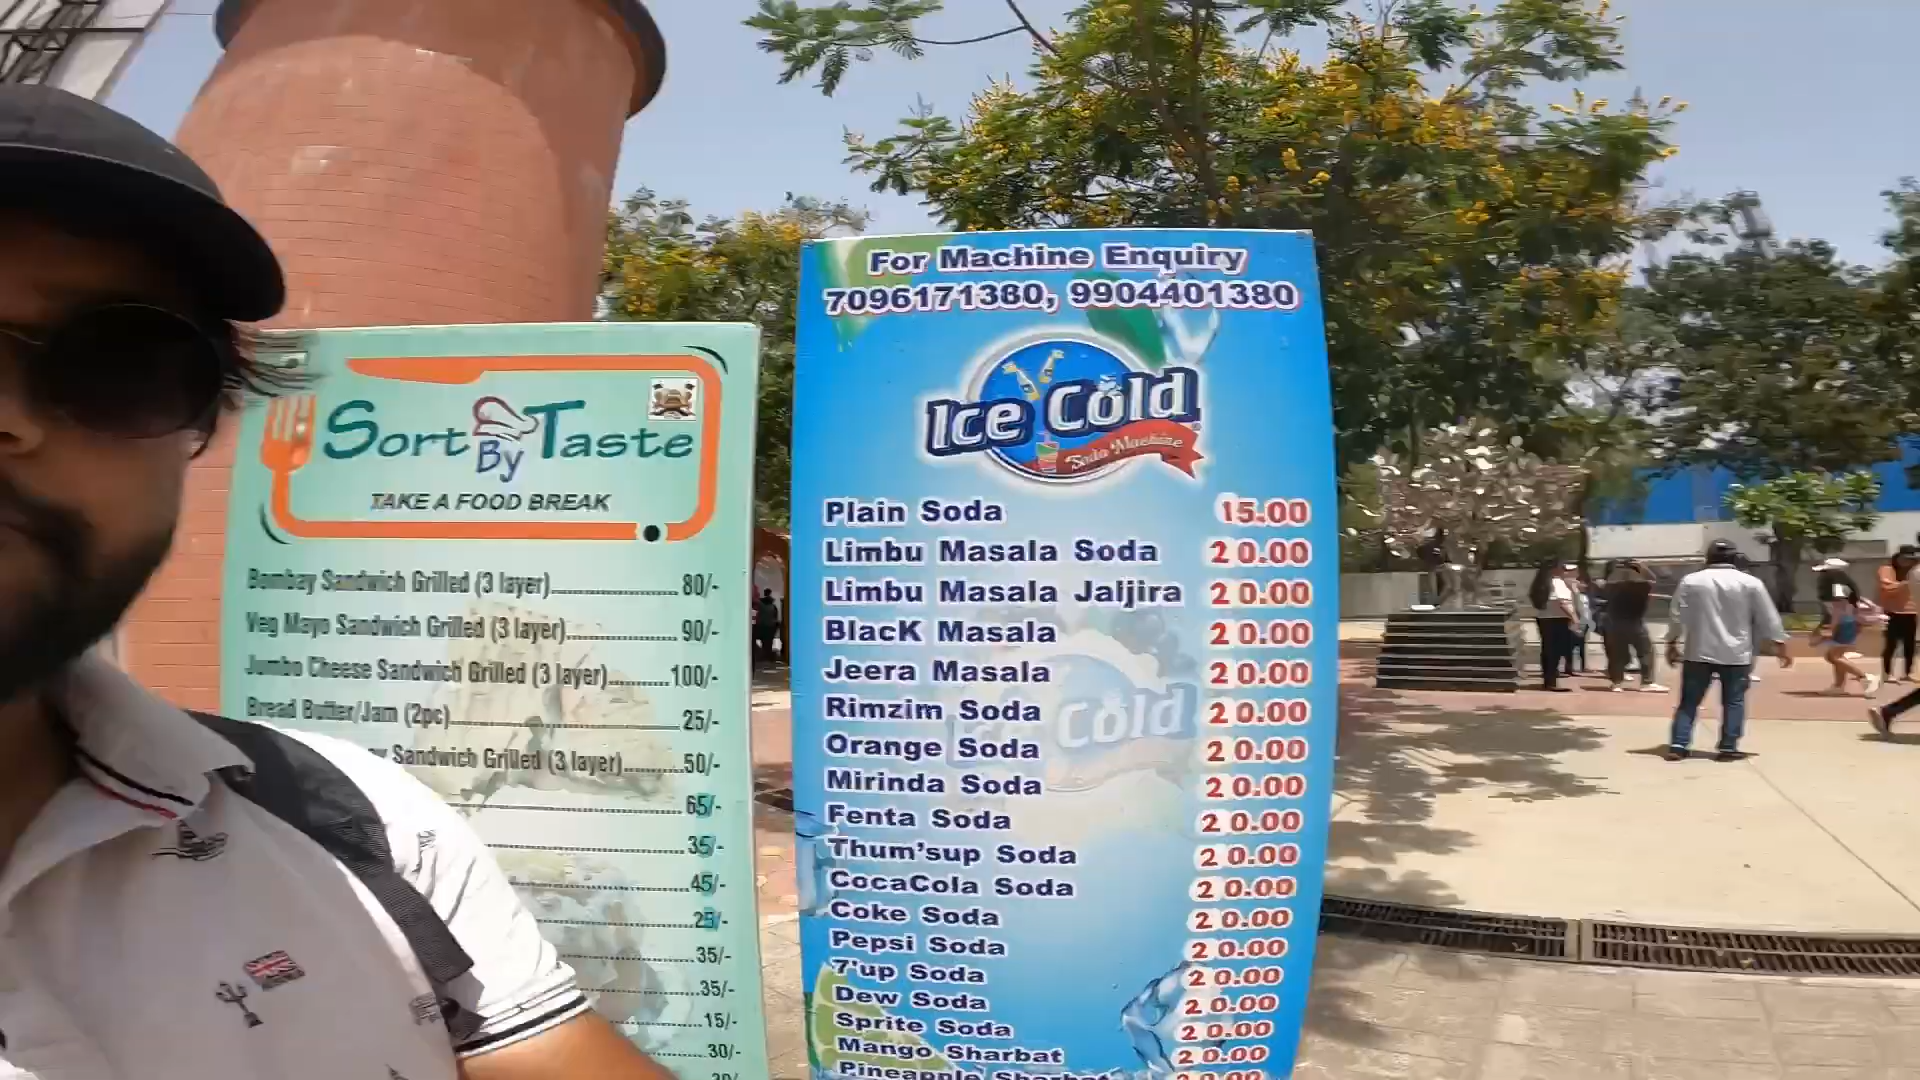 Sort By Taste
TAKE A FOOD BREAK
Bombay Sandwich Grilled (3 layer) 80/-
Veg Mayo Sandwich Grilled (3 layer) 90/-
Jumbo Cheese Sandwich Grilled (3 layer) 100/-
Bread Butter/Jam (2pc) 25/-
Sandwich Grilled (3 layer) 50/-
65/-
35/-
45/-
25/-
35/-
35/-
15/-
30/-
For Machine Enquiry
7096171380, 9904401380
Ice Cold
Soda Machine
Plain Soda 15.00
Limbu Masala Soda 20.00
Limbu Masala Jaljira 20.00
BlacK Masala 20.00
Jeera Masala 20.00
Rimzim Soda 20.00
Orange Soda 20.00
Mirinda Soda 20.00
Fenta Soda 20.00
Thum'sup Soda 20.00
CocaCola Soda 20.00
Coke Soda 20.00
Pepsi Soda 20.00
7'up Soda 20.00
Dew Soda 20.00
Sprite Soda 20.00
Mango Sharbat 20.00
Pineapple Sharbat